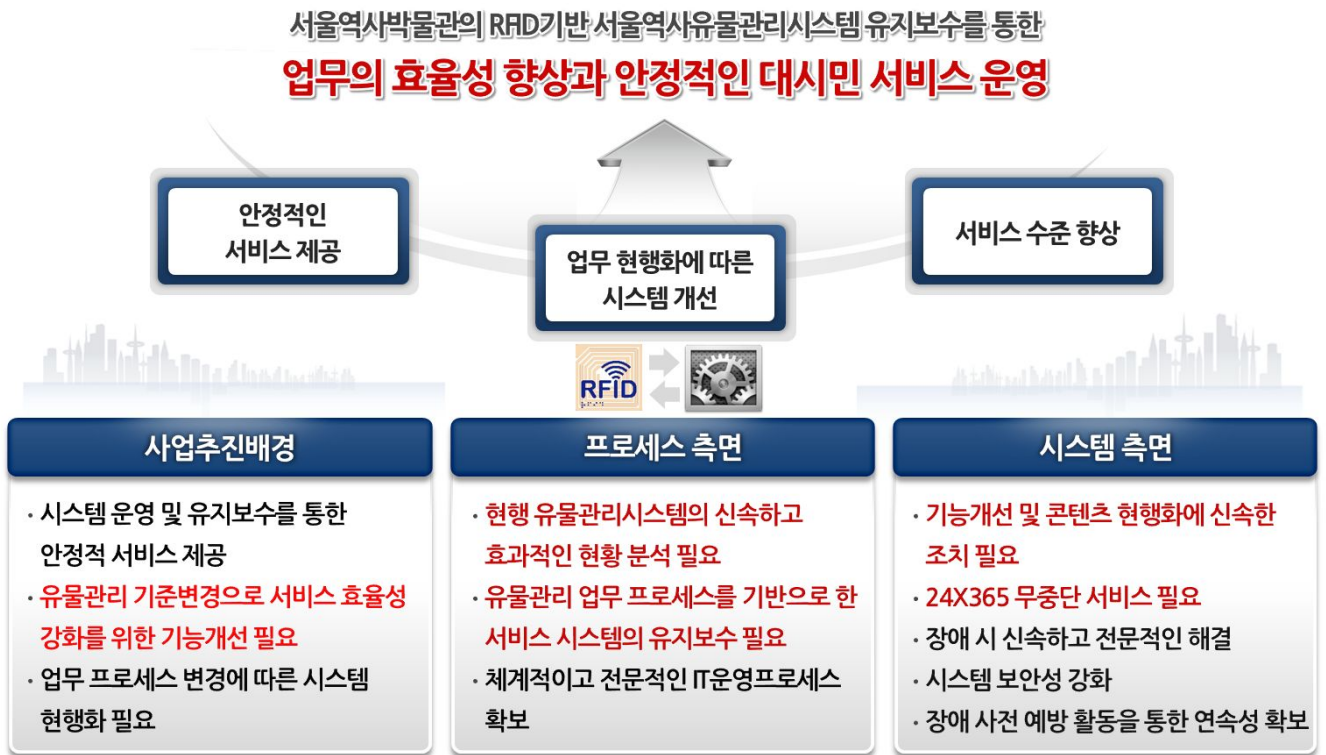 서울역사박물관의 RFID기반 서울역사유물관리시스템 유지보수를 통한
업무의 효율성 향상과 안정적인 대시민 서비스 운영
안정적인
서비스 제공
업무 현행화에 따른
시스템 개선
서비스 수준 향상
RFID
사업추진배경
· 시스템 운영 및 유지보수를 통한
안정적 서비스 제공
· 유물관리 기준변경으로 서비스 효율성
강화를 위한 기능개선 필요
· 업무 프로세스 변경에 따른 시스템
현행화 필요
프로세스 측면
· 현행 유물관리시스템의 신속하고
효과적인 현황 분석 필요
· 유물관리 업무 프로세스를 기반으로 한
서비스 시스템의 유지보수 필요
· 체계적이고 전문적인 IT운영프로세스
확보
시스템 측면
· 기능개선 및 콘텐츠 현행화에 신속한
조치 필요
· 24X365 무중단 서비스 필요
· 장애 시 신속하고 전문적인 해결
· 시스템 보안성 강화
· 장애 사전 예방 활동을 통한 연속성 확보